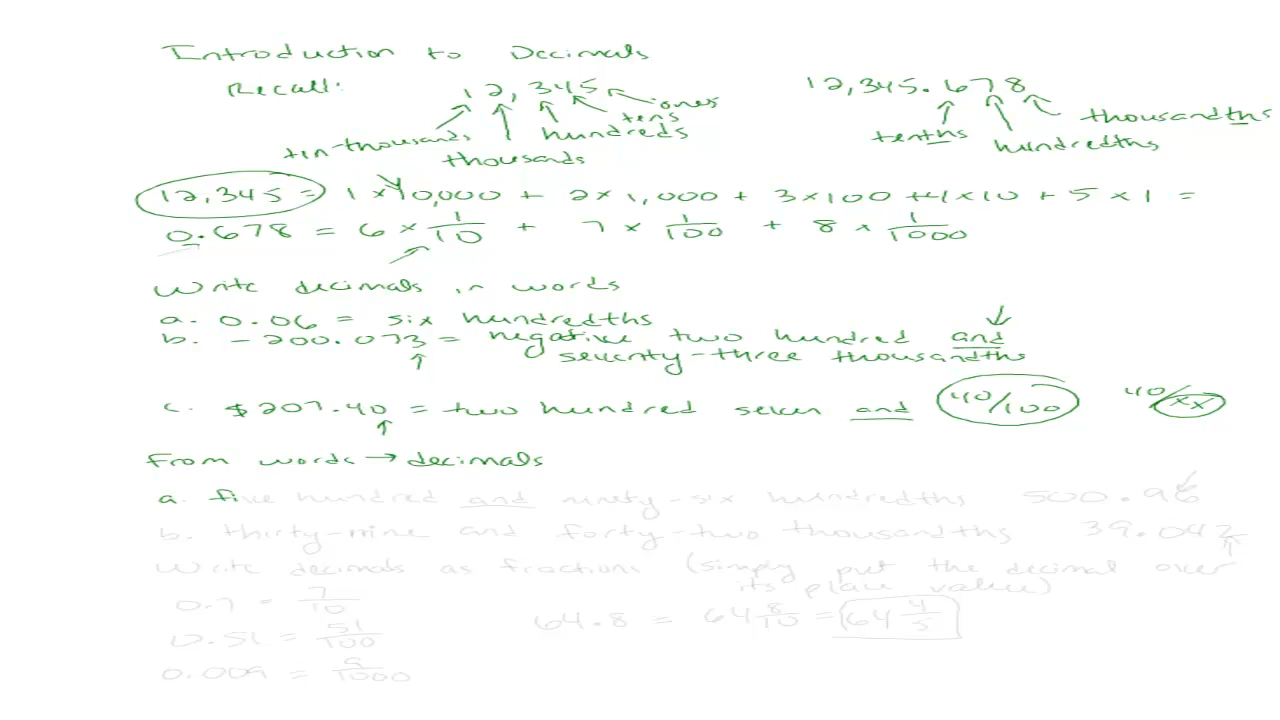 Introduction to Decimals
Recall: 12,345 12,345.678
ones
tens
hundreds
thousands
ten-thousands
tenths
hundredths
thousandths
12,345 = 1 x 10,000 + 2 x 1,000 + 3 x 100 + 4 x 10 + 5 x 1 =
0.678 = 6 x 1/10 + 7 x 1/100 + 8 x 1/1000
Write decimals in words
a. 0.06 = six hundredths
b. -200.073 = negative two hundred and
seventy-three thousandths
c. $207.40 = two hundred seven and 40/100 40/xx
From words → decimals
a. five hundred and ninety-six hundredths 500.96
b. thirty-nine and forty-two thousandths 39.042
Write decimals as fractions (simply put the decimal over
its place value)
0.7 = 7/10
64.8 = 64 8/10 = 64 4/5
0.51 = 51/100
0.009 = 9/1000